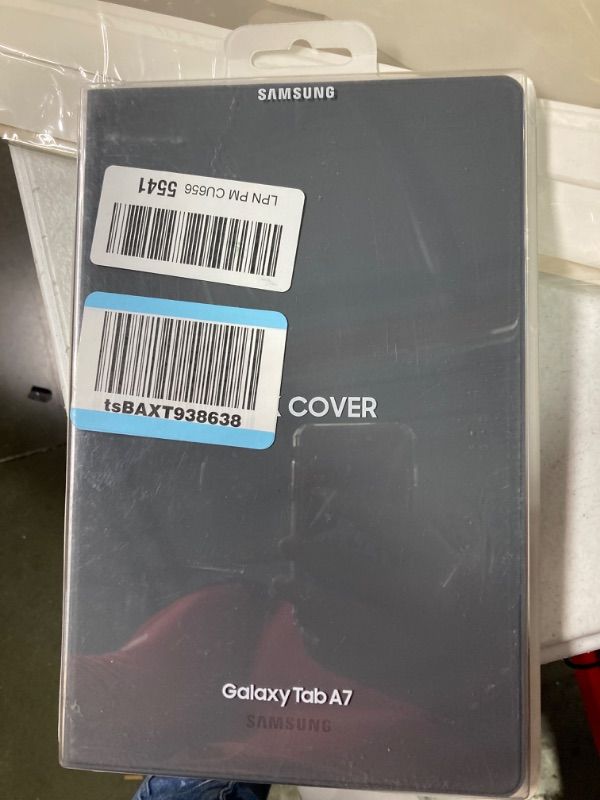 SAMSUNG
LPN PM CU656 5541
tsBAXT938638
COVER
Galaxy Tab A7
SAMSUNG